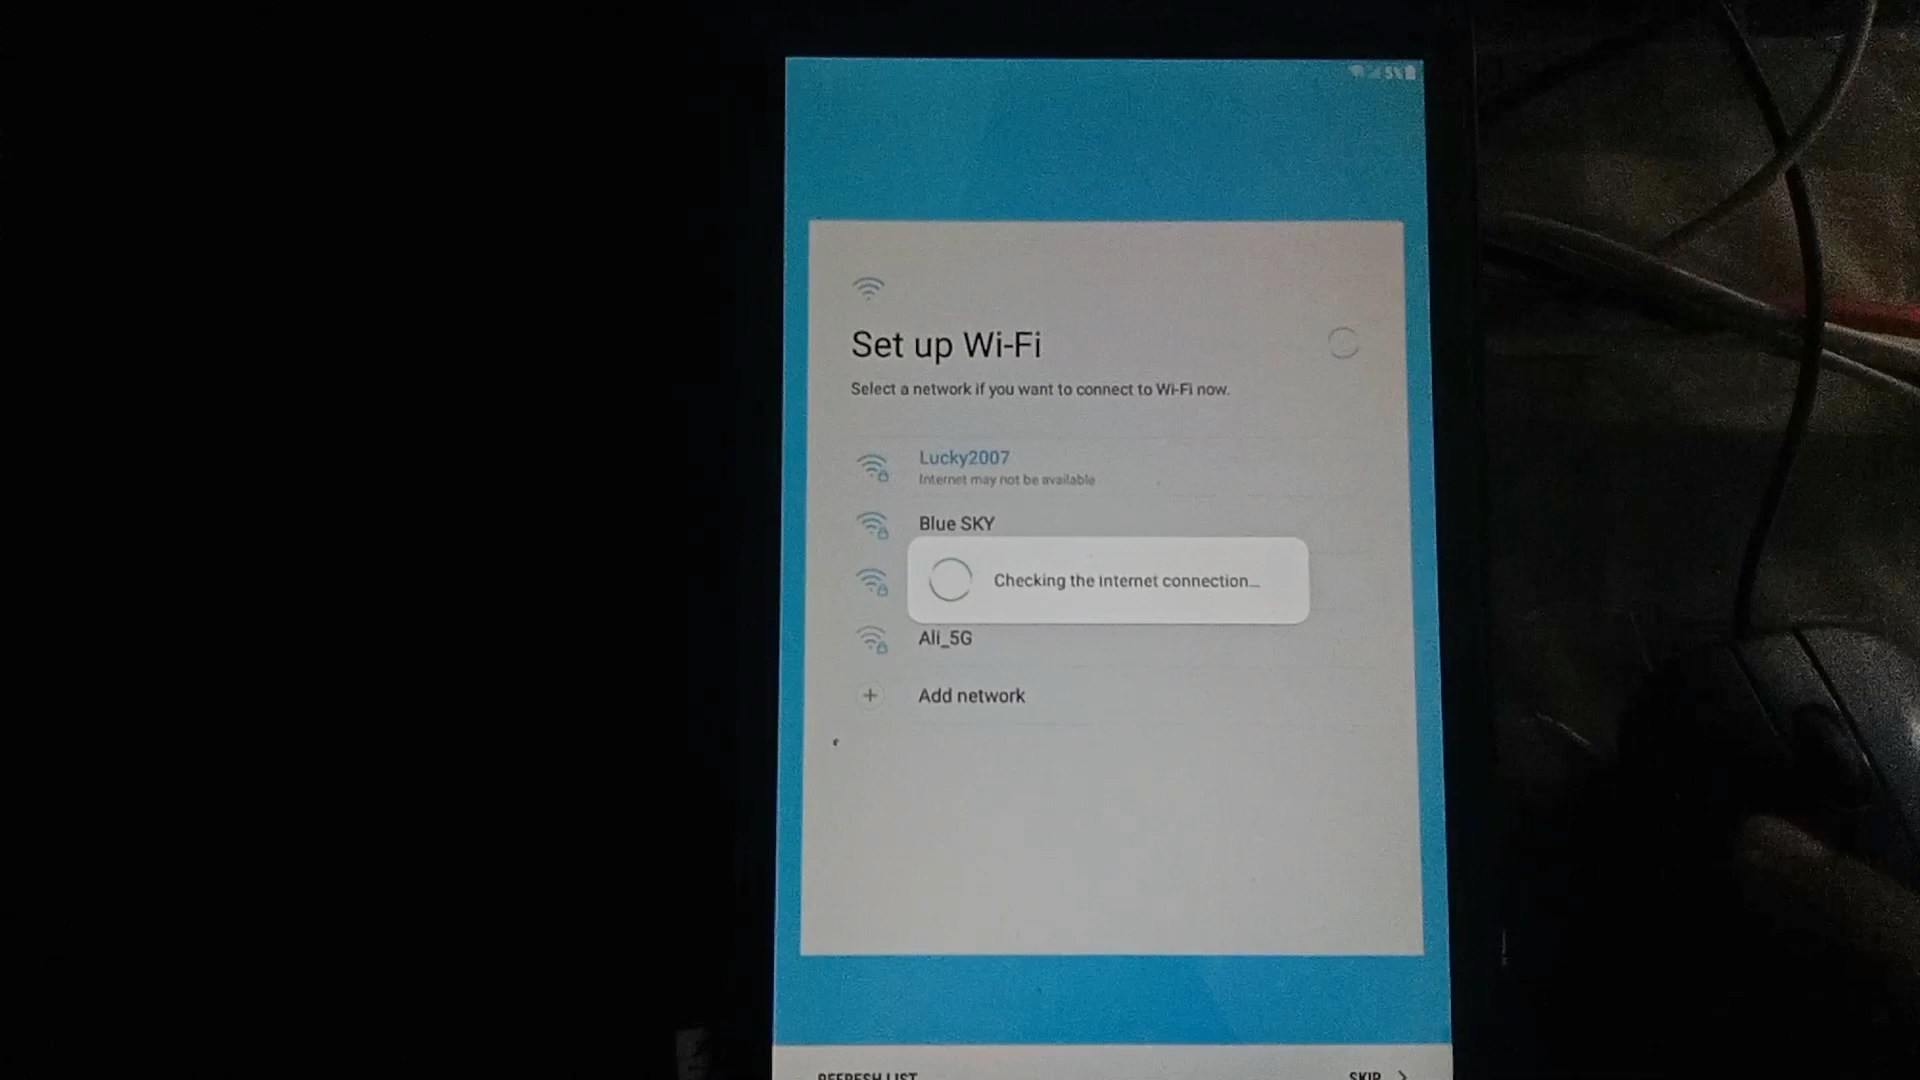 5%
Set up Wi-Fi
Select a network if you want to connect to Wi-Fi now.
Lucky2007
Internet may not be available
Blue SKY
Checking the Internet connection...
Ali_5G
Add network
REFRESH LIST
SKIP >